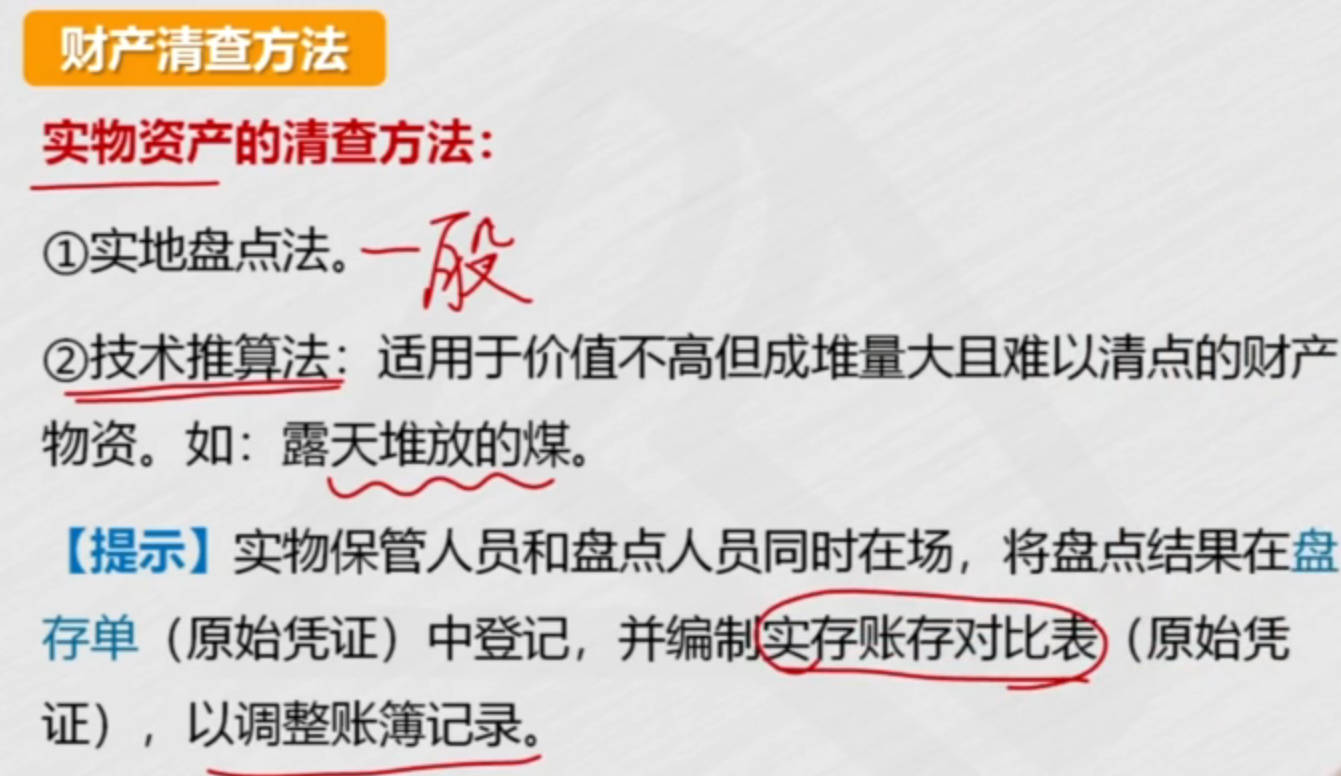 财产清查方法
实物资产的清查方法：
①实地盘点法。一般
②技术推算法：适用于价值不高但成堆量大且难以清点的财产
物资。如：露天堆放的煤。
【提示】实物保管人员和盘点人员同时在场，将盘点结果在盘
存单（原始凭证）中登记，并编制实存账存对比表（原始凭
证），以调整账簿记录。